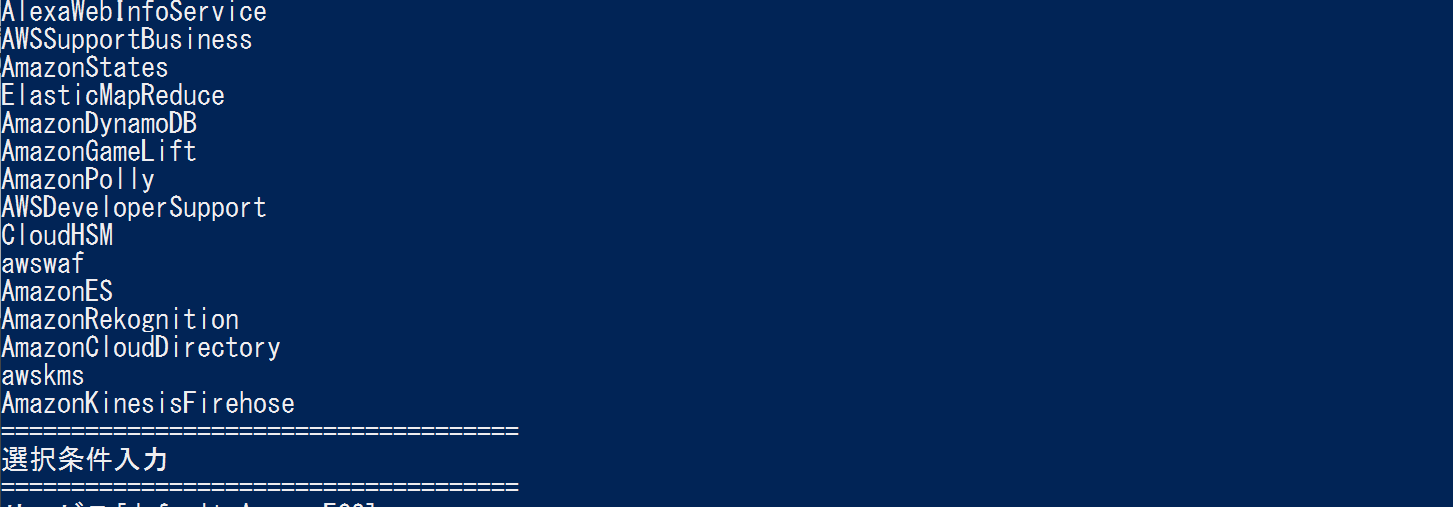 AlexaWebInfoService
AWSSupportBusiness
AmazonStates
ElasticMapReduce
AmazonDynamoDB
AmazonGameLift
AmazonPolly
AWSDeveloperSupport
CloudHSM
awswaf
AmazonES
AmazonRekognition
AmazonCloudDirectory
awskms
AmazonKinesisFirehose
=====================================
選択条件入力
=====================================